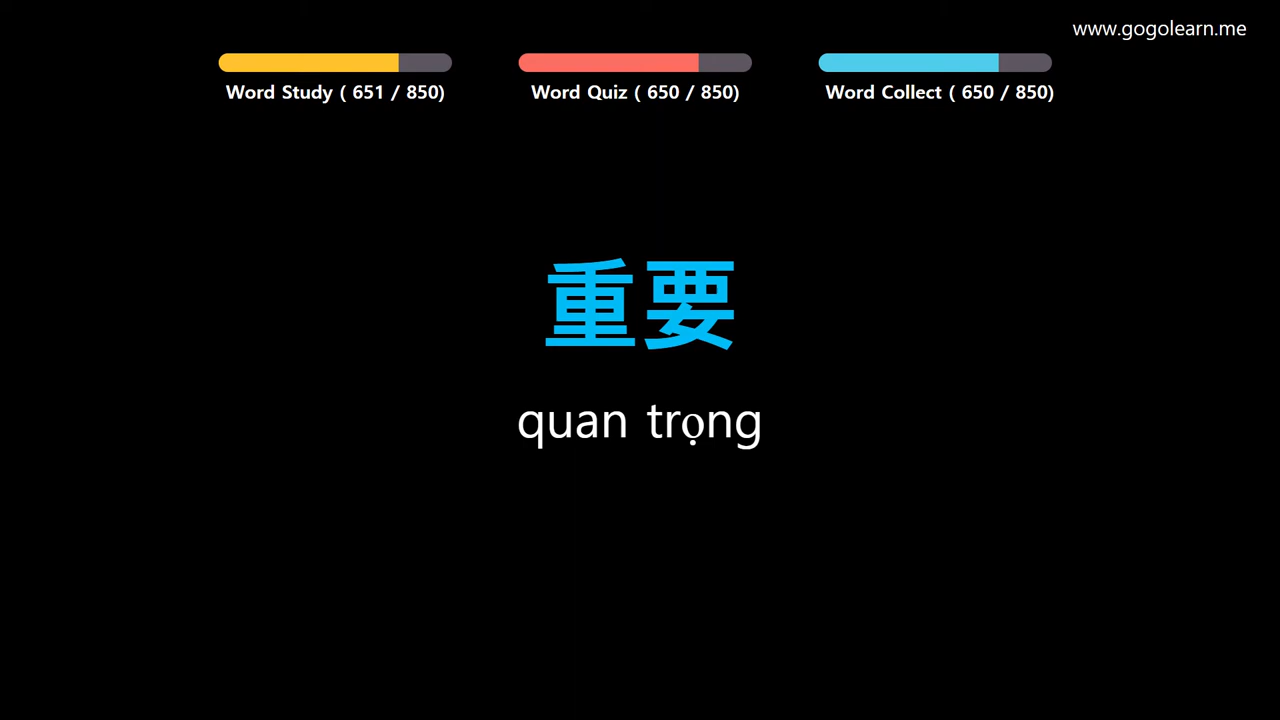 www.gogolearn.me
Word Study ( 651 / 850)
Word Quiz ( 650 / 850)
Word Collect ( 650 / 850)
重要
quan trọng